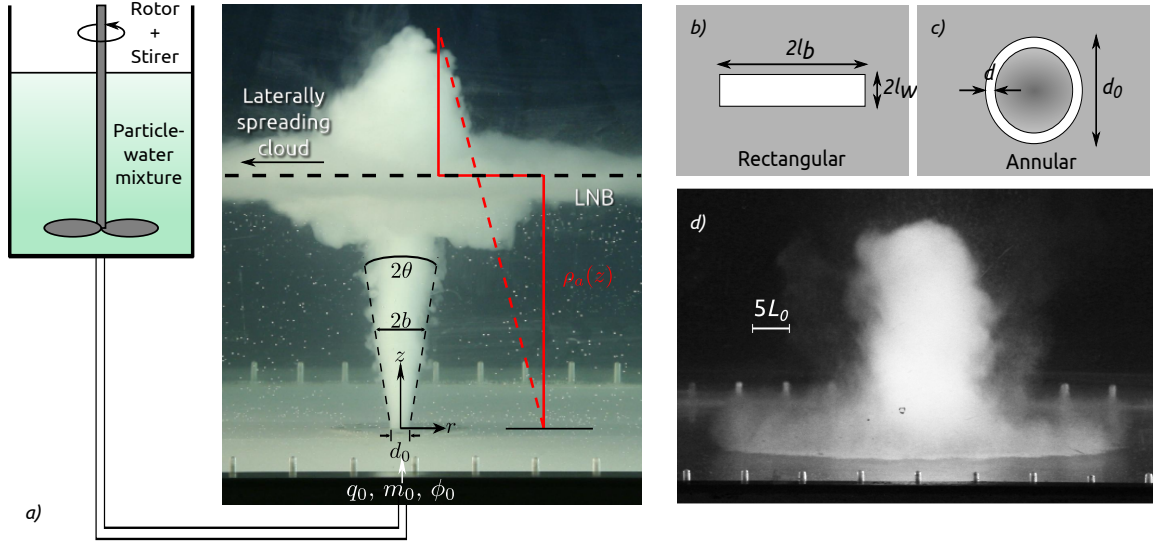 Rotor
+
Stirer
Particle-
water
mixture
a)
Laterally
spreading
cloud
LNB
2θ
ρₐ(z)
2b
z
r
d₀
q₀, m₀, ϕ₀
b)
2lb
2lw
Rectangular
c)
d
d₀
Annular
d)
5L₀